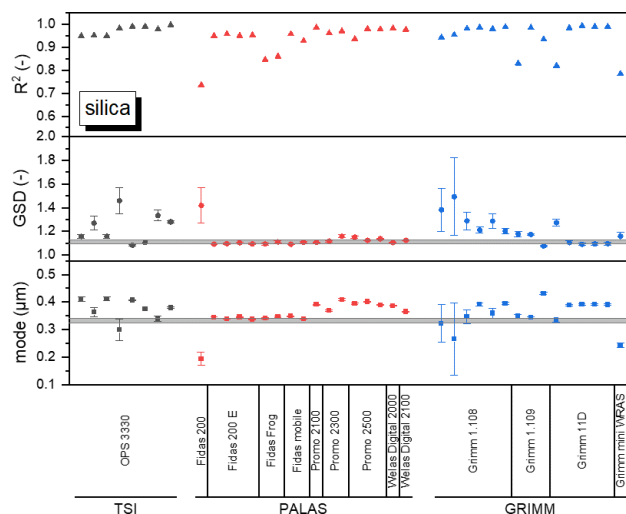 R² (-)
1.0
0.9
0.8
0.7
0.6
silica
GSD (-)
2.0
1.8
1.6
1.4
1.2
1.0
mode (µm)
0.5
0.4
0.3
0.2
0.1
OPS 3330
Fidas 200
Fidas 200 E
Fidas Frog
Fidas mobile
Promo 2100
Promo 2300
Promo 2500
Welas Digital 2000
Welas Digital 2100
Grimm 1.108
Grimm 1.109
Grimm 11D
Grimm mini WRAS
TSI
PALAS
GRIMM